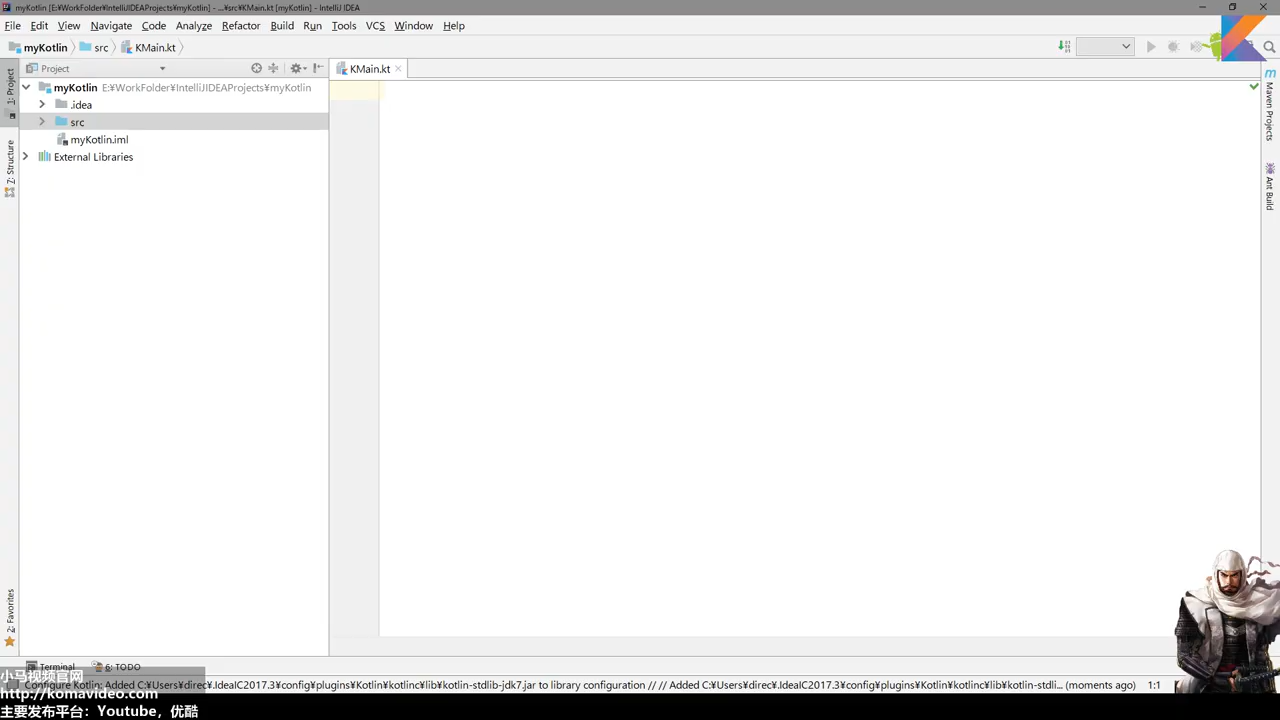 myKotlin [E:¥WorkFolder¥IntelliJIDEAProjects¥myKotlin] - ...¥src¥KMain.kt [myKotlin] - IntelliJ IDEA
File Edit View Navigate Code Analyze Refactor Build Run Tools VCS Window Help
myKotlin src KMain.kt
Project
KMain.kt
1: Project
myKotlin E:¥WorkFolder¥IntelliJIDEAProjects¥myKotlin
.idea
src
myKotlin.iml
External Libraries
Z: Structure
2: Favorites
Maven Projects
Ant Build
Terminal 6: TODO
Configure Kotlin: Added C:¥Users¥direc¥.IdeaIC2017.3¥config¥plugins¥Kotlin¥kotlinc¥lib¥kotlin-stdlib-jdk7.jar to library configuration // // Added C:¥Users¥direc¥.IdeaIC2017.3¥config¥plugins¥Kotlin¥kotlinc¥lib¥kotlin-stdli... (moments ago) 1:1
小马视频官网
http://komavideo.com
主要发布平台：Youtube，优酷